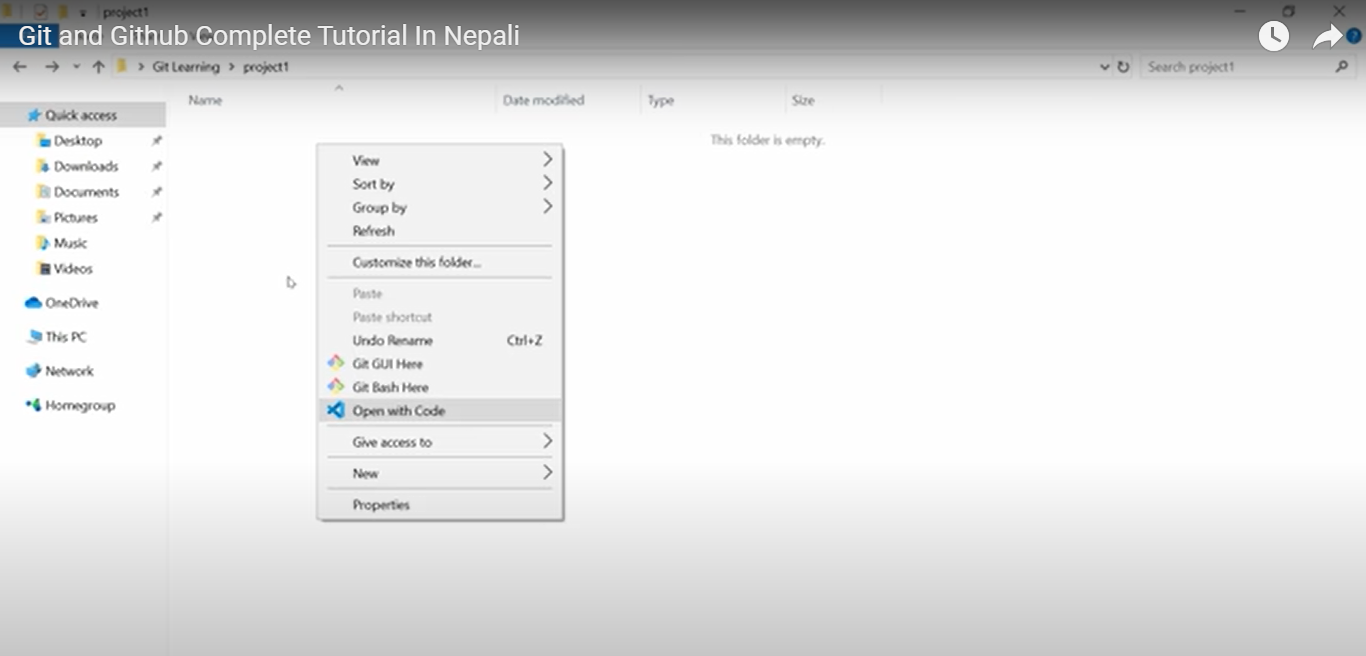 project1
Git and Github Complete Tutorial In Nepali
Git Learning > project1
Search project1
Name
Date modified
Type
Size
This folder is empty.
Quick access
Desktop
Downloads
Documents
Pictures
Music
Videos
OneDrive
This PC
Network
Homegroup
View
Sort by
Group by
Refresh
Customize this folder...
Paste
Paste shortcut
Undo Rename Ctrl+Z
Git GUI Here
Git Bash Here
Open with Code
Give access to
New
Properties